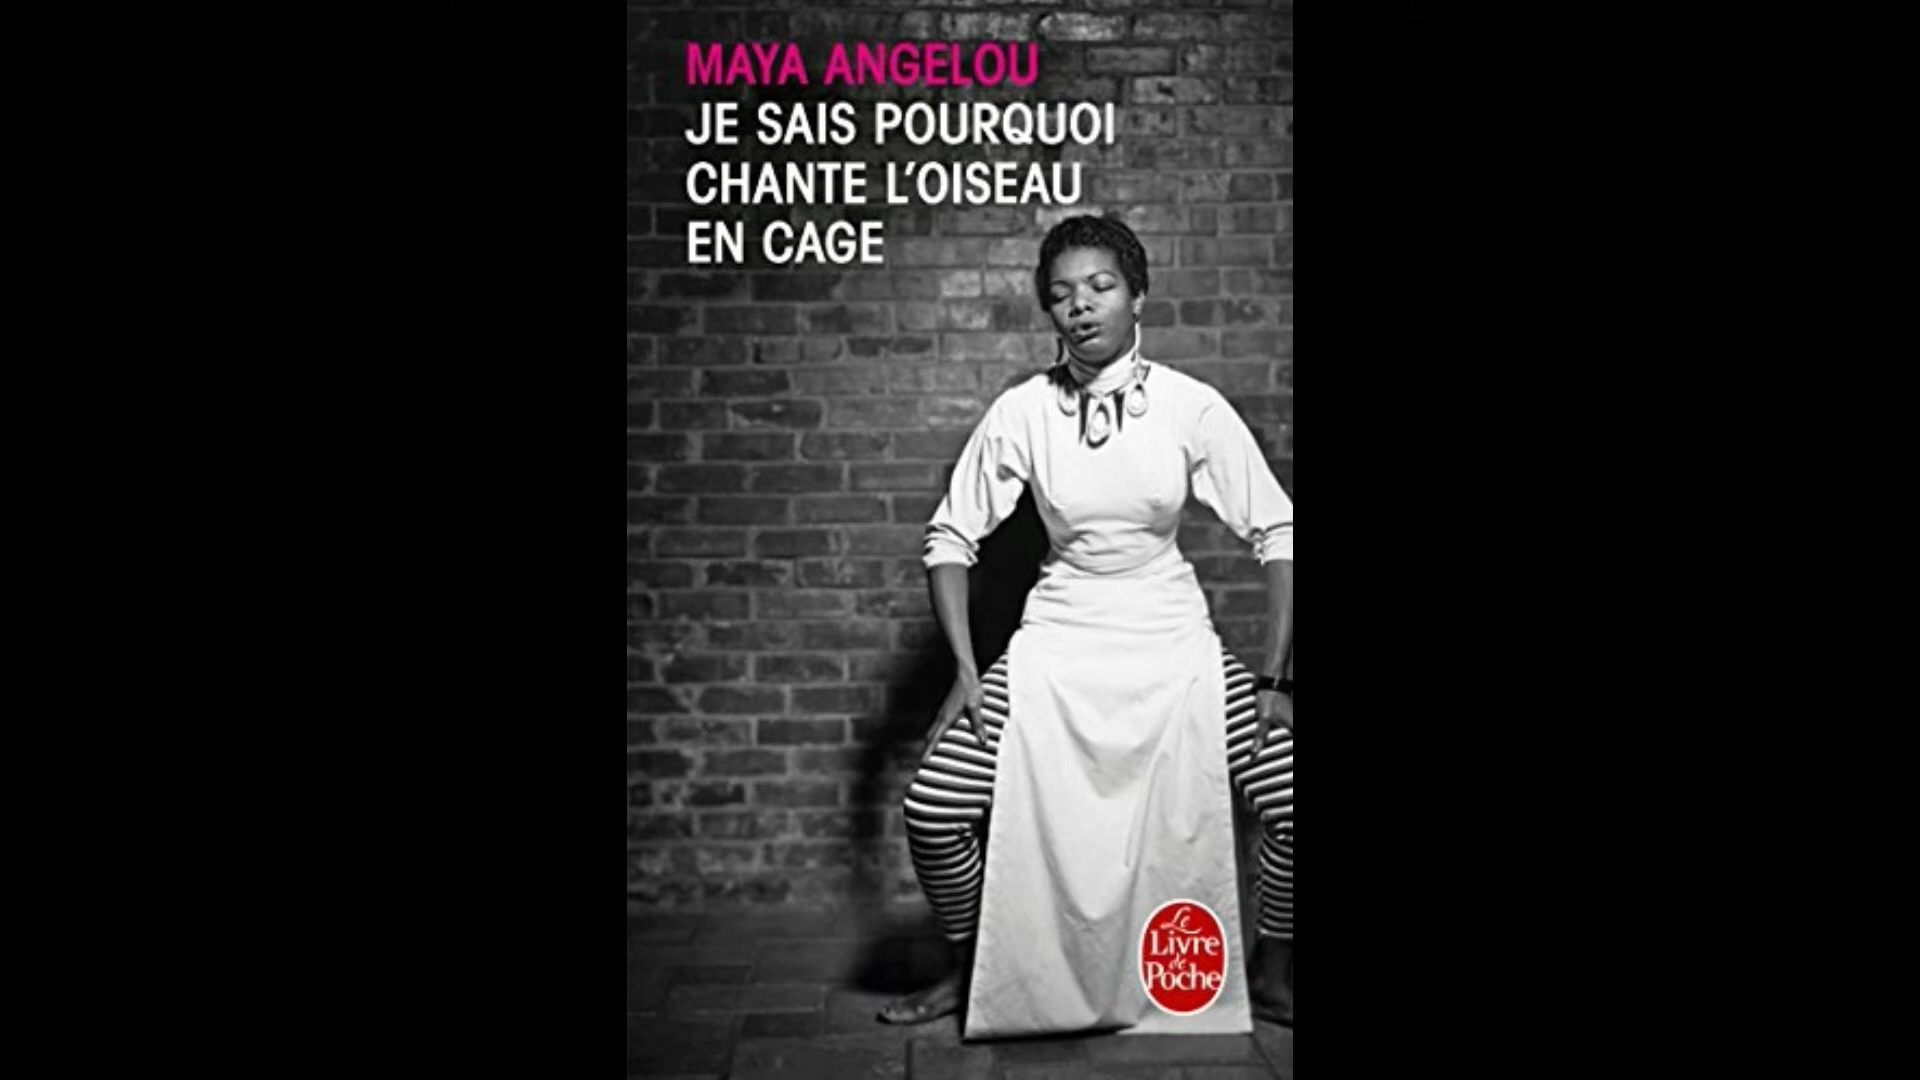 MAYA ANGELOU
JE SAIS POURQUOI
CHANTE L'OISEAU
EN CAGE
Le
Livre
de
Poche